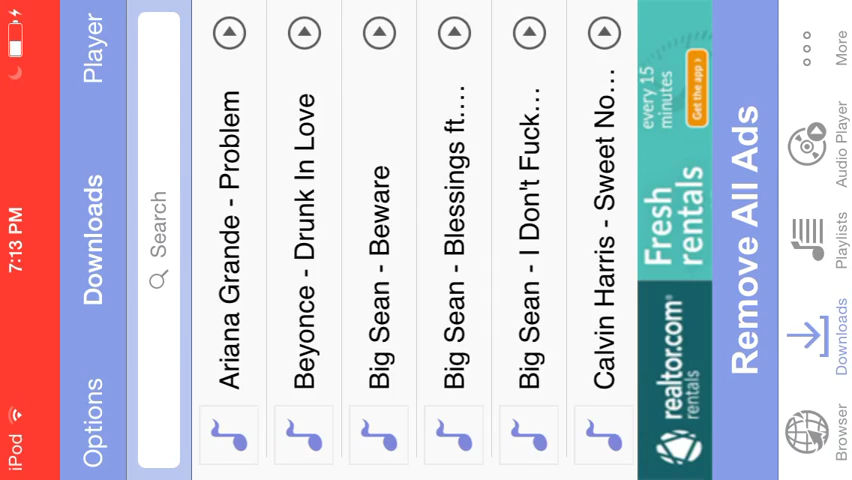 iPod 7:13 PM
Options Downloads Player
Search
Ariana Grande - Problem
Beyonce - Drunk In Love
Big Sean - Beware
Big Sean - Blessings ft....
Big Sean - I Don't Fuck...
Calvin Harris - Sweet No...
realtor.com®
rentals
Fresh
rentals
every 15
minutes
Get the app ›
Remove All Ads
Browser Downloads Playlists Audio Player More